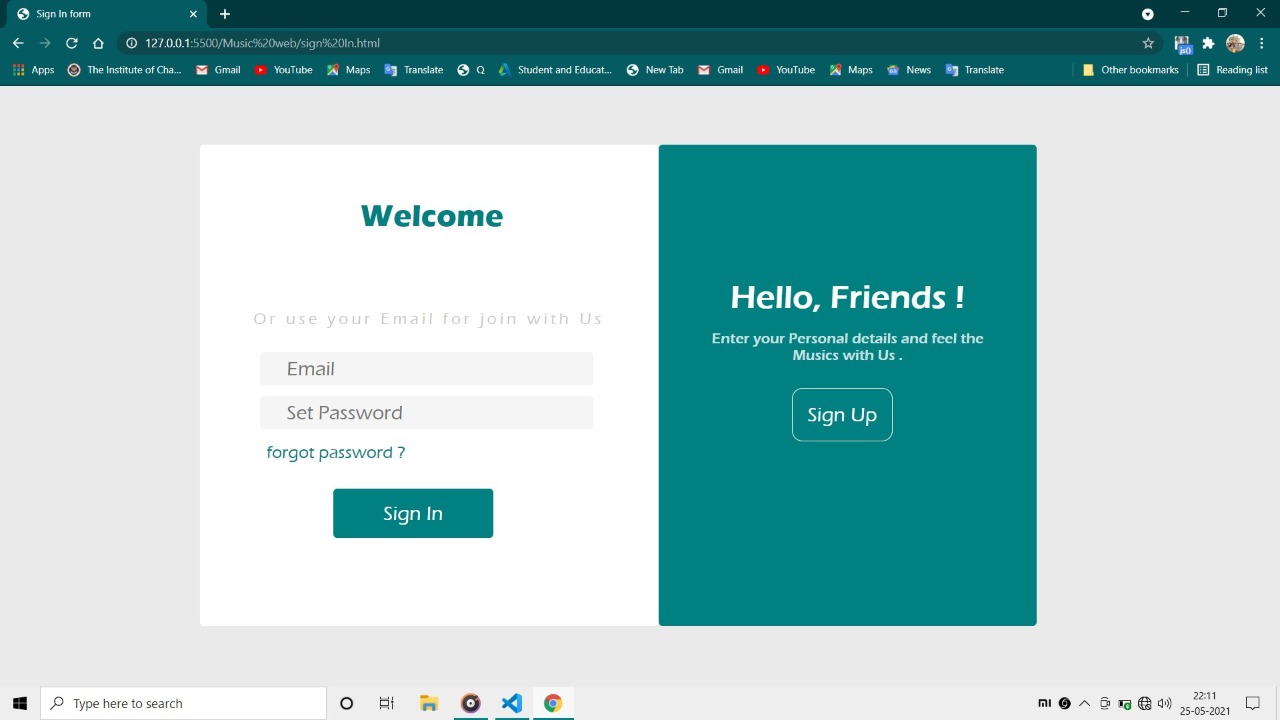 Sign In form
127.0.0.1:5500/Music%20web/sign%20In.html
js()
Apps
The Institute of Cha...
Gmail
YouTube
Maps
Translate
Q
Student and Educat...
New Tab
Gmail
YouTube
Maps
News
Translate
Other bookmarks
Reading list
Welcome
Or use your Email for join with Us
Email
Set Password
forgot password ?
Sign In
Hello, Friends !
Enter your Personal details and feel the
Musics with Us .
Sign Up
Type here to search
22:11
25-05-2021